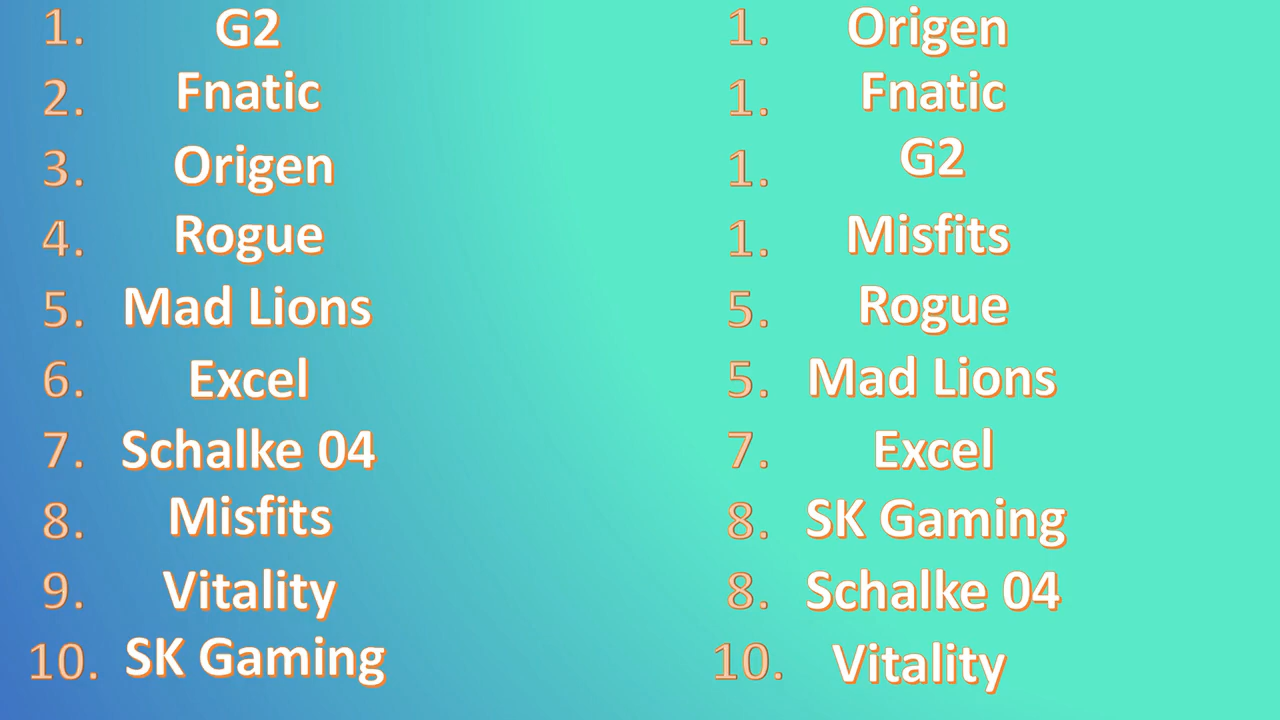 1. G2
2. Fnatic
3. Origen
4. Rogue
5. Mad Lions
6. Excel
7. Schalke 04
8. Misfits
9. Vitality
10. SK Gaming
1. Origen
1. Fnatic
1. G2
1. Misfits
5. Rogue
5. Mad Lions
7. Excel
8. SK Gaming
8. Schalke 04
10. Vitality